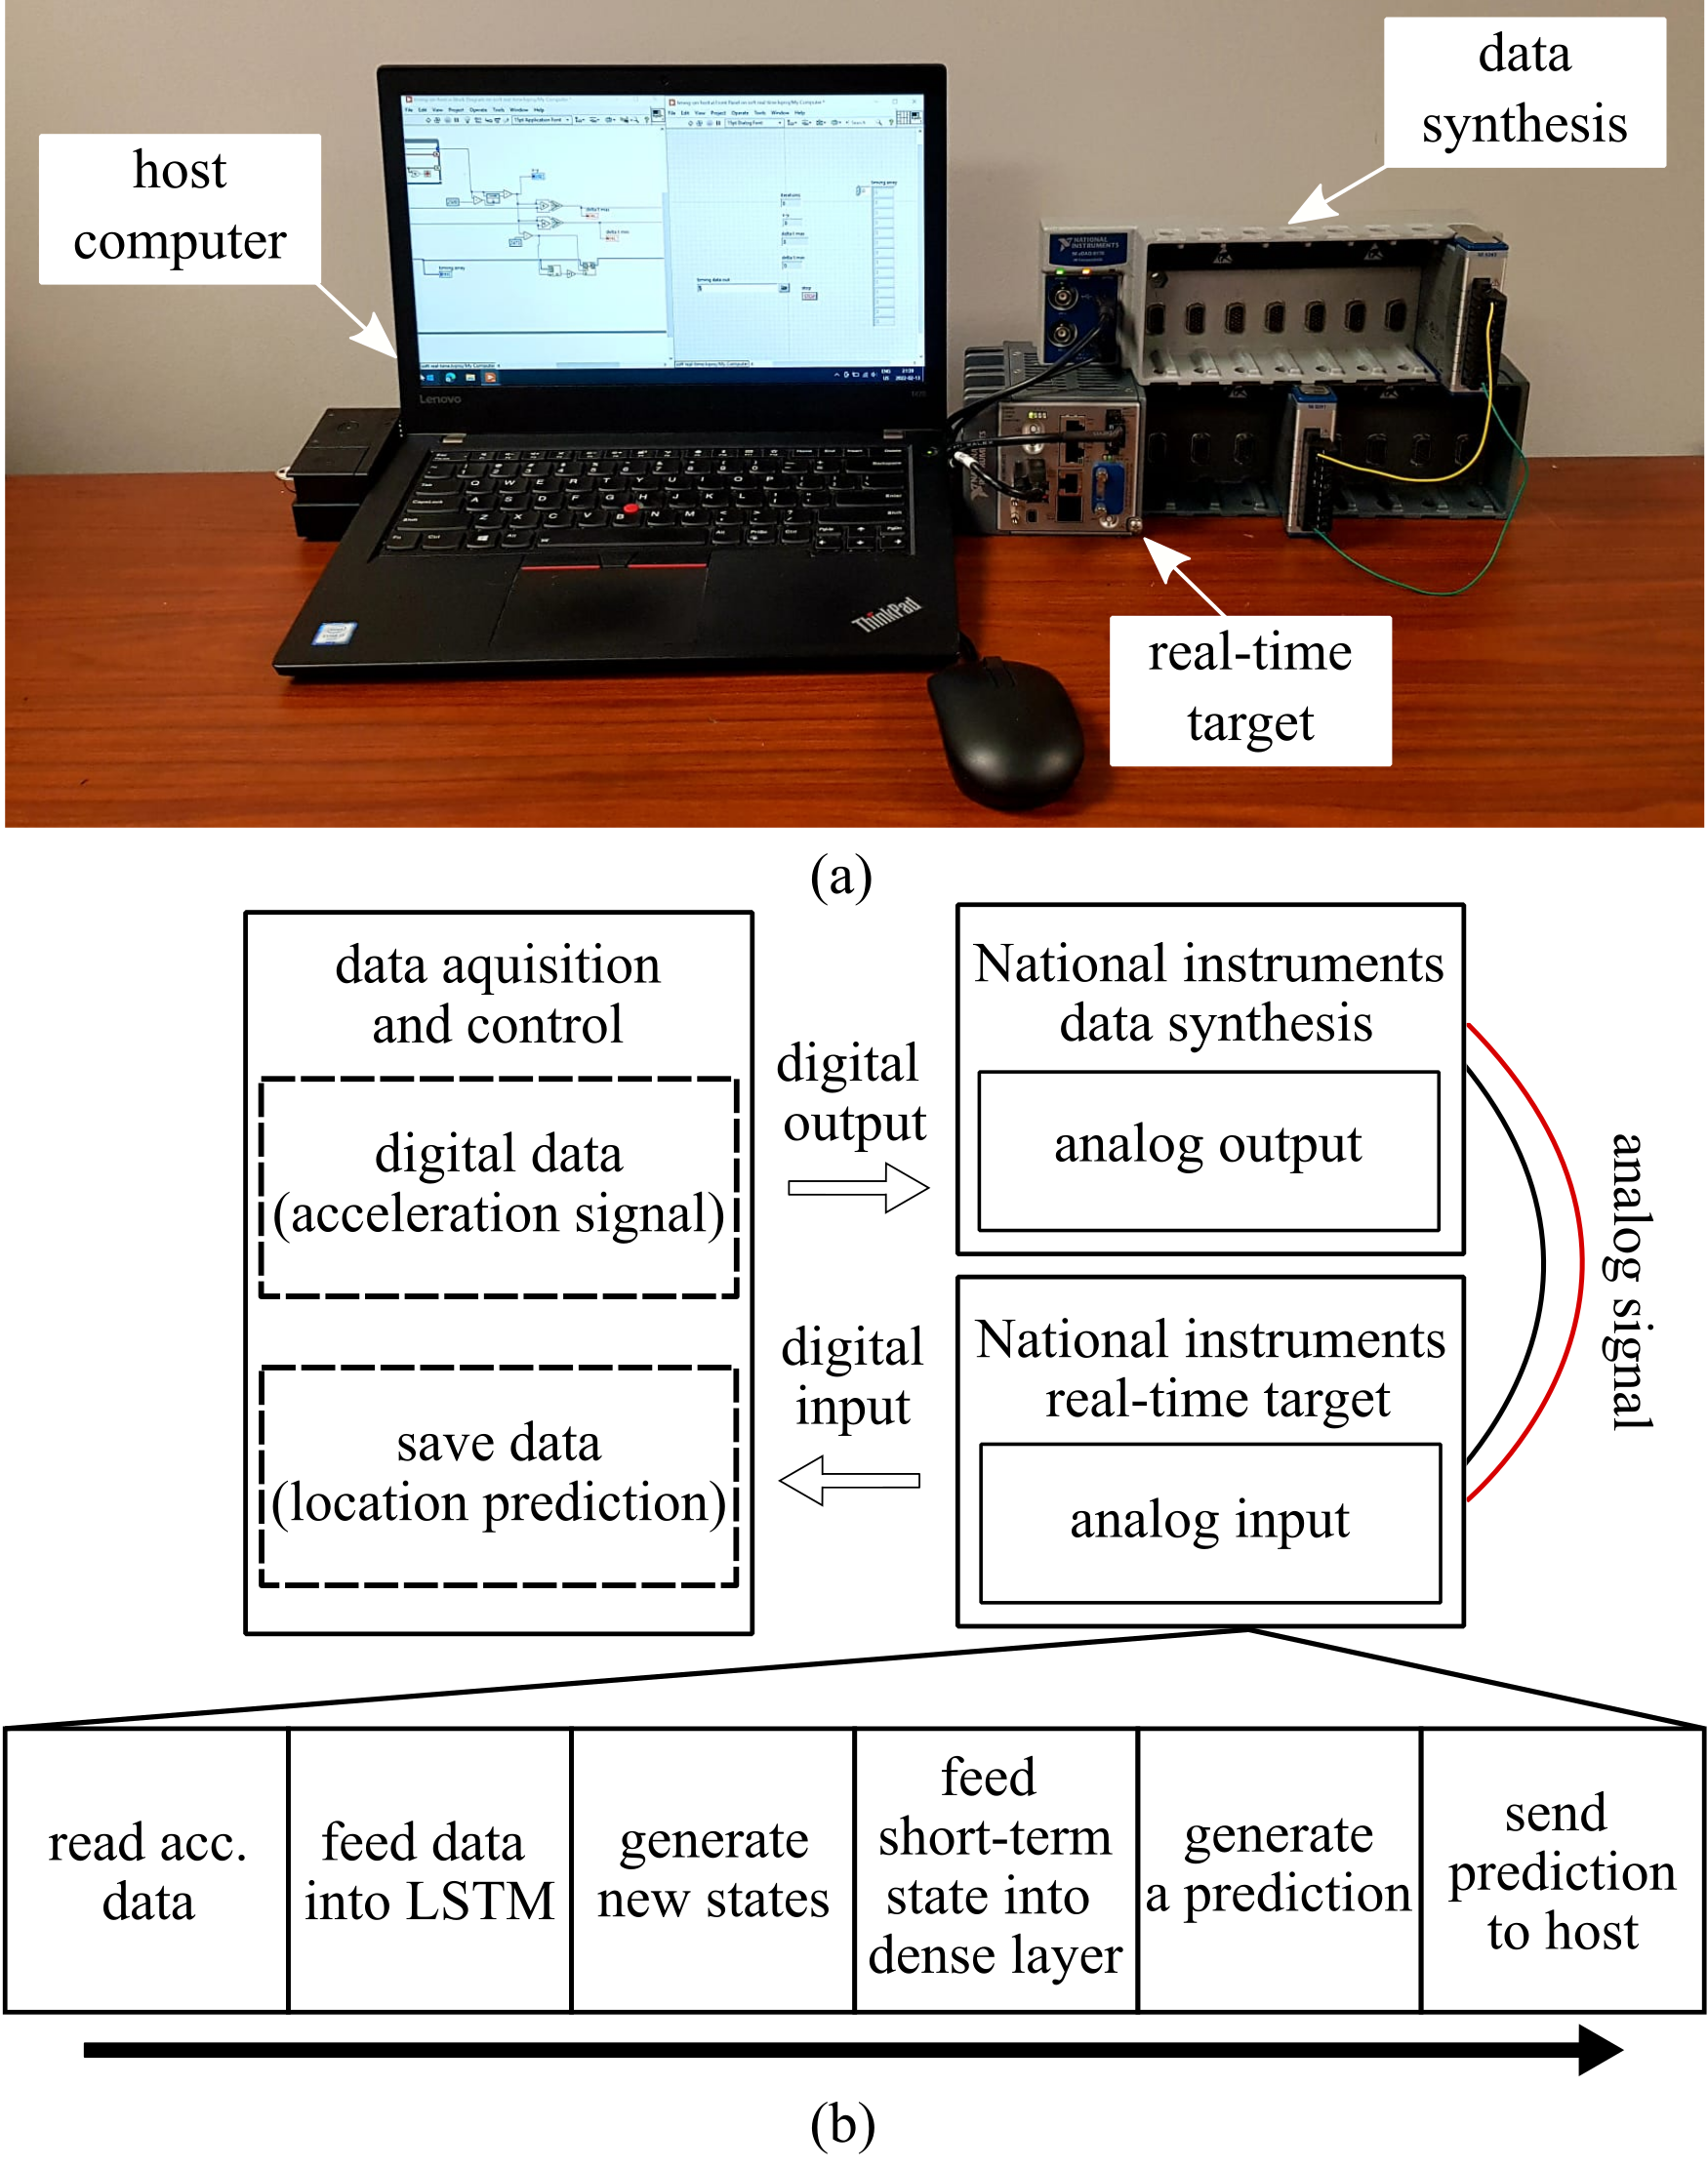 data
synthesis
host
computer
NATIONAL
INSTRUMENTS
Lenovo
ThinkPad
real-time
target
(a)
data aquisition
and control
digital data
(acceleration signal)
save data
(location prediction)
digital
output
digital
input
National instruments
data synthesis
analog output
National instruments
real-time target
analog input
analog signal
read acc.
data
feed data
into LSTM
generate
new states
feed
short-term
state into
dense layer
generate
a prediction
send
prediction
to host
(b)